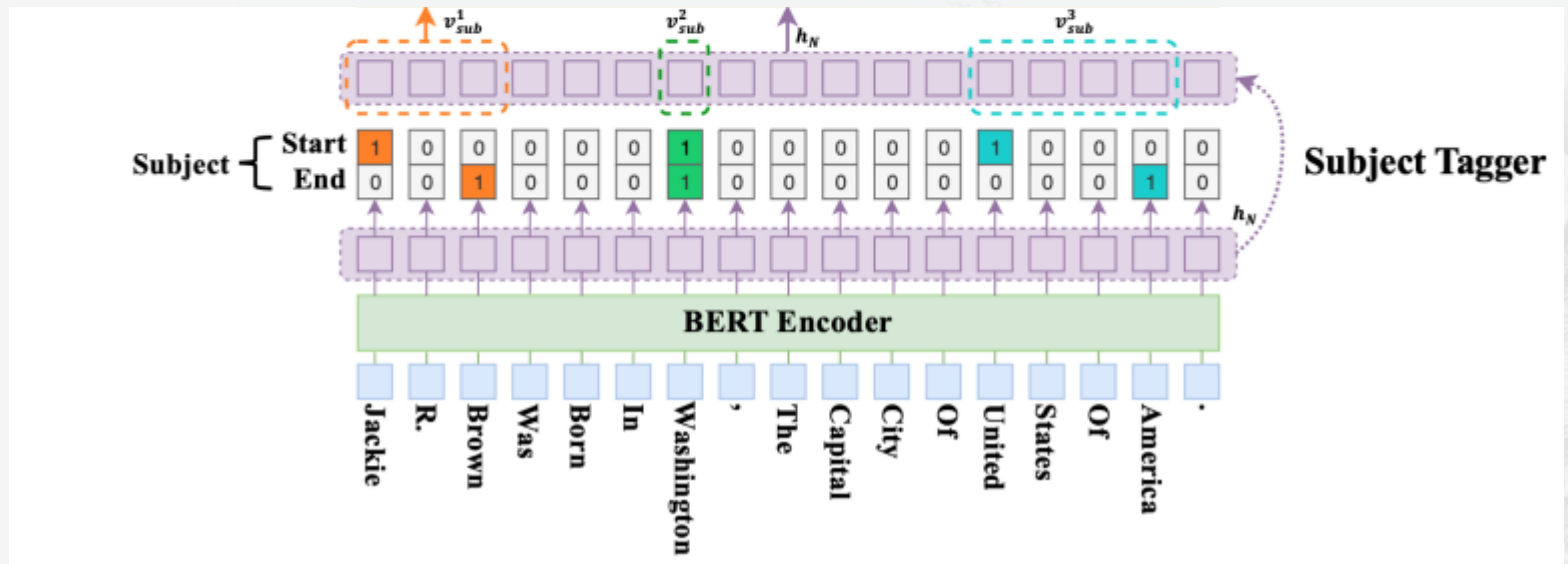 v¹sub v²sub hN v³sub
Subject Start 1 0 0 0 0 0 1 0 0 0 0 0 1 0 0 0 0
End 0 0 1 0 0 0 1 0 0 0 0 0 0 0 0 1 0
Subject Tagger
hN
BERT Encoder
Jackie R. Brown Was Born In Washington , The Capital City Of United States Of America .